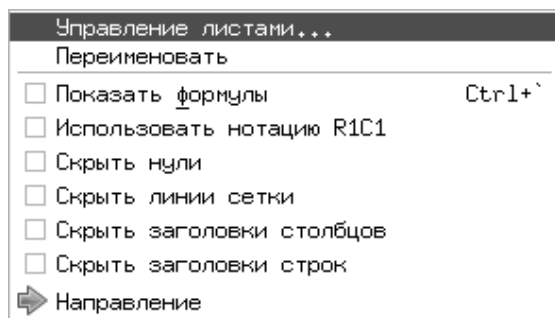 Управление листами...
Переименовать
Показать формулы Ctrl+`
Использовать нотацию R1C1
Скрыть нули
Скрыть линии сетки
Скрыть заголовки столбцов
Скрыть заголовки строк
Направление